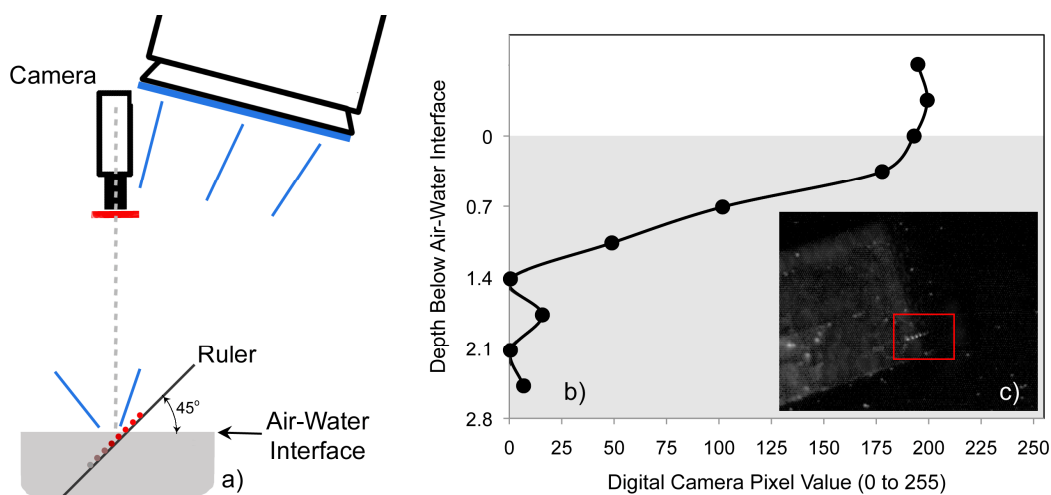 Camera
Ruler
45°
Air-Water
Interface
a)
Depth Below Air-Water Interface
0
0.7
1.4
2.1
2.8
b)
c)
0
25
50
75
100
125
150
175
200
225
250
Digital Camera Pixel Value (0 to 255)